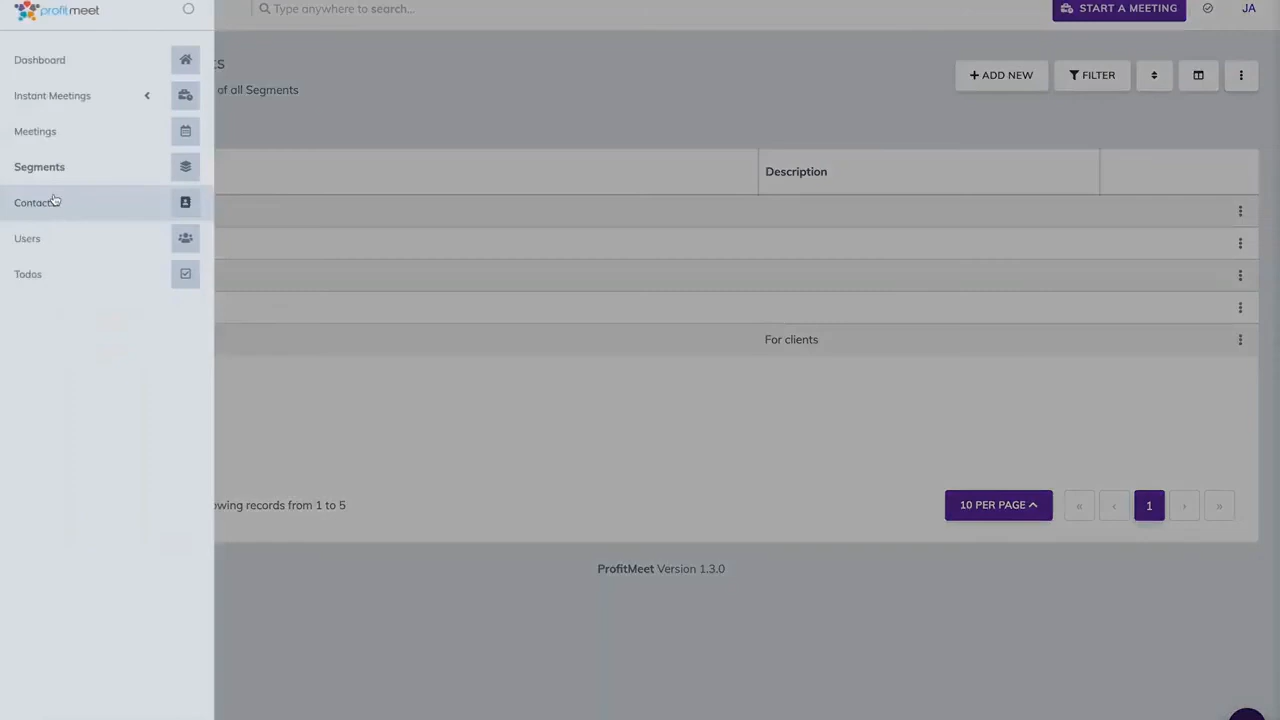 profitmeet
Type anywhere to search...
START A MEETING
JA
Dashboard
Instant Meetings
Meetings
Segments
Contac
Users
Todos
of all Segments
ADD NEW
FILTER
Description
For clients
owing records from 1 to 5
10 PER PAGE
« ‹ 1 › »
ProfitMeet Version 1.3.0